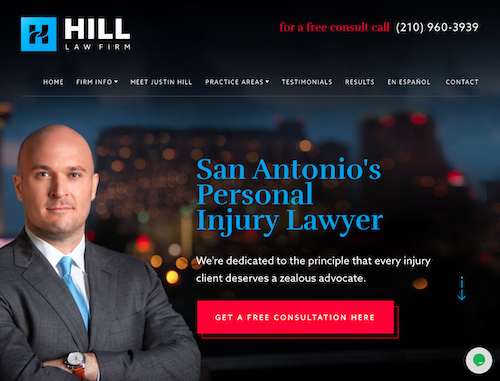 HILL
LAW FIRM
for a free consult call (210) 960-3939
HOME FIRM INFO MEET JUSTIN HILL PRACTICE AREAS TESTIMONIALS RESULTS EN ESPAÑOL CONTACT
San Antonio's
Personal
Injury Lawyer
We're dedicated to the principle that every injury
client deserves a zealous advocate.
GET A FREE CONSULTATION HERE